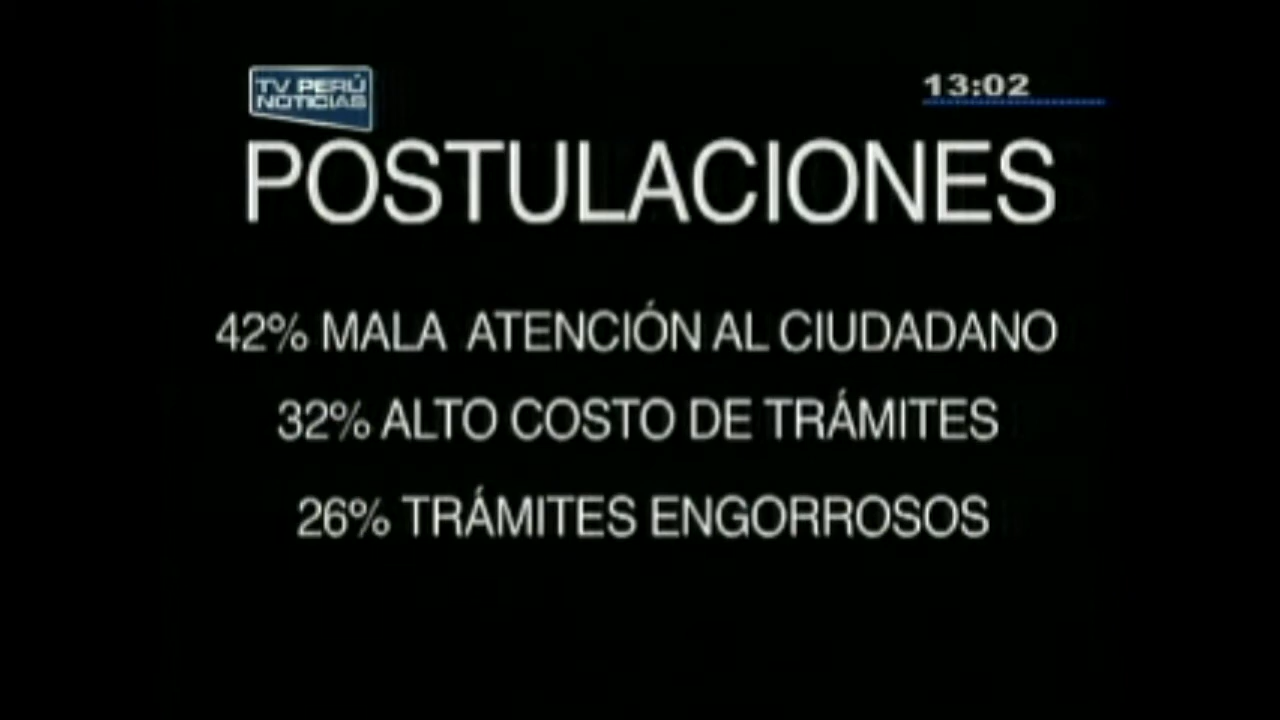 TV PERÚ
NOTICIAS
13:02
POSTULACIONES
42% MALA ATENCIÓN AL CIUDADANO
32% ALTO COSTO DE TRÁMITES
26% TRÁMITES ENGORROSOS